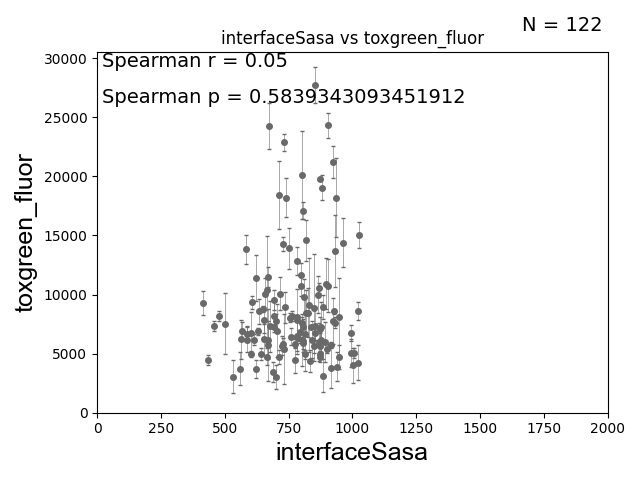 N = 122
interfaceSasa vs toxgreen_fluor
Spearman r = 0.05
Spearman p = 0.5839343093451912
toxgreen_fluor
30000
25000
20000
15000
10000
5000
0
0 250 500 750 1000 1250 1500 1750 2000
interfaceSasa